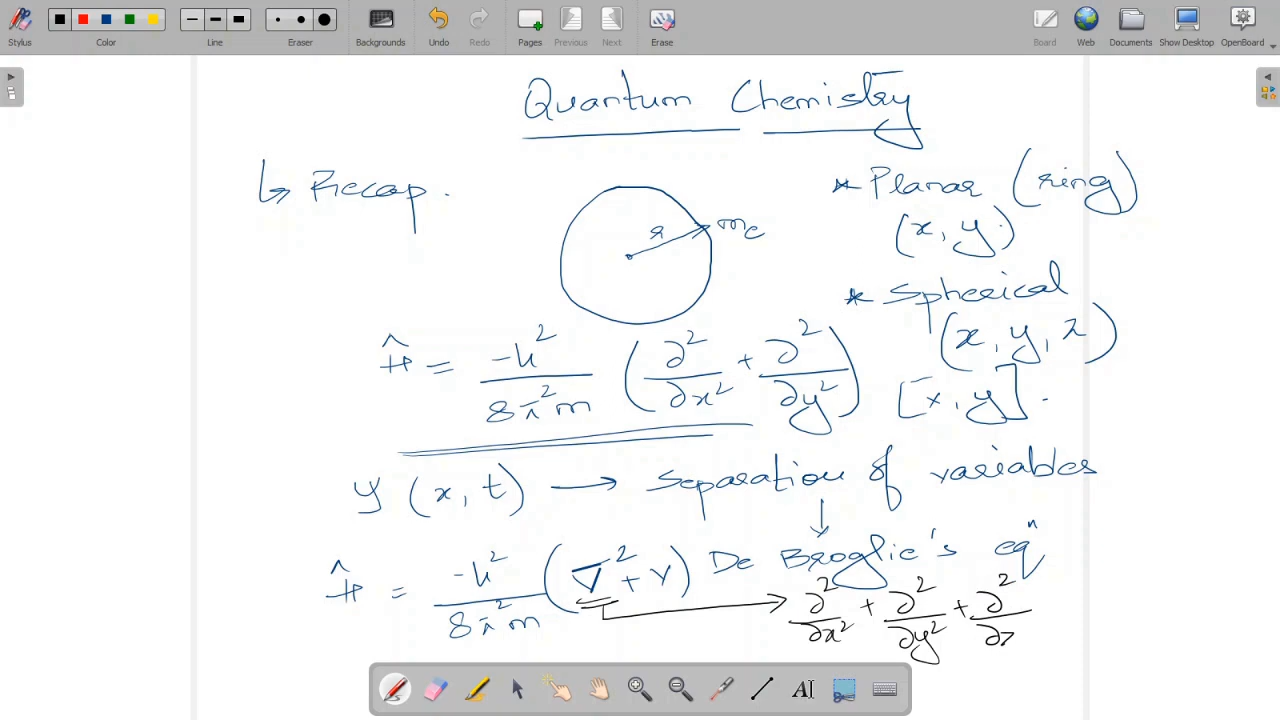 Stylus Color Line Eraser Backgrounds Undo Redo Pages Previous Next Erase Board Web Documents Show Desktop OpenBoard
Quantum Chemistry
↳ Recap .
* Planar (ring)
(x, y)
r
* Spherical
(x, y, z)
Ĥ = -h² / 8π²m (∂²/∂x² + ∂²/∂y²)
[x, y] .
(x, t) → Separation of variables
↓
De Broglie's eqⁿ
Ĥ = -h² / 8π²m (∇² + V)
→ ∂²/∂x² + ∂²/∂y² + ∂²/∂z